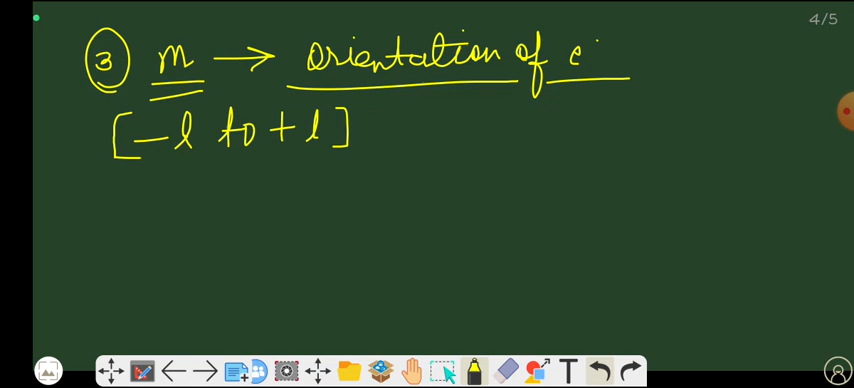 4/5
③ m → orientation of e⁻
[-l to +l]
T